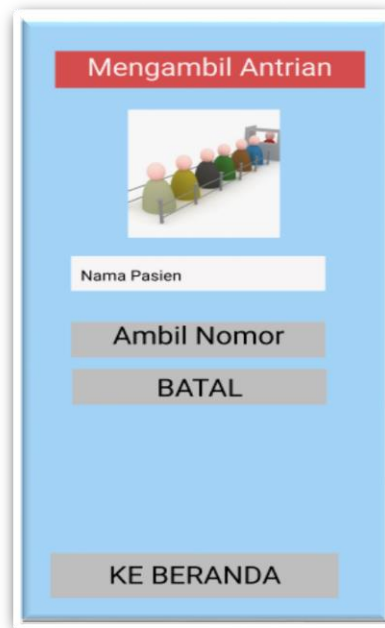 Mengambil Antrian
Nama Pasien
Ambil Nomor
BATAL
KE BERANDA